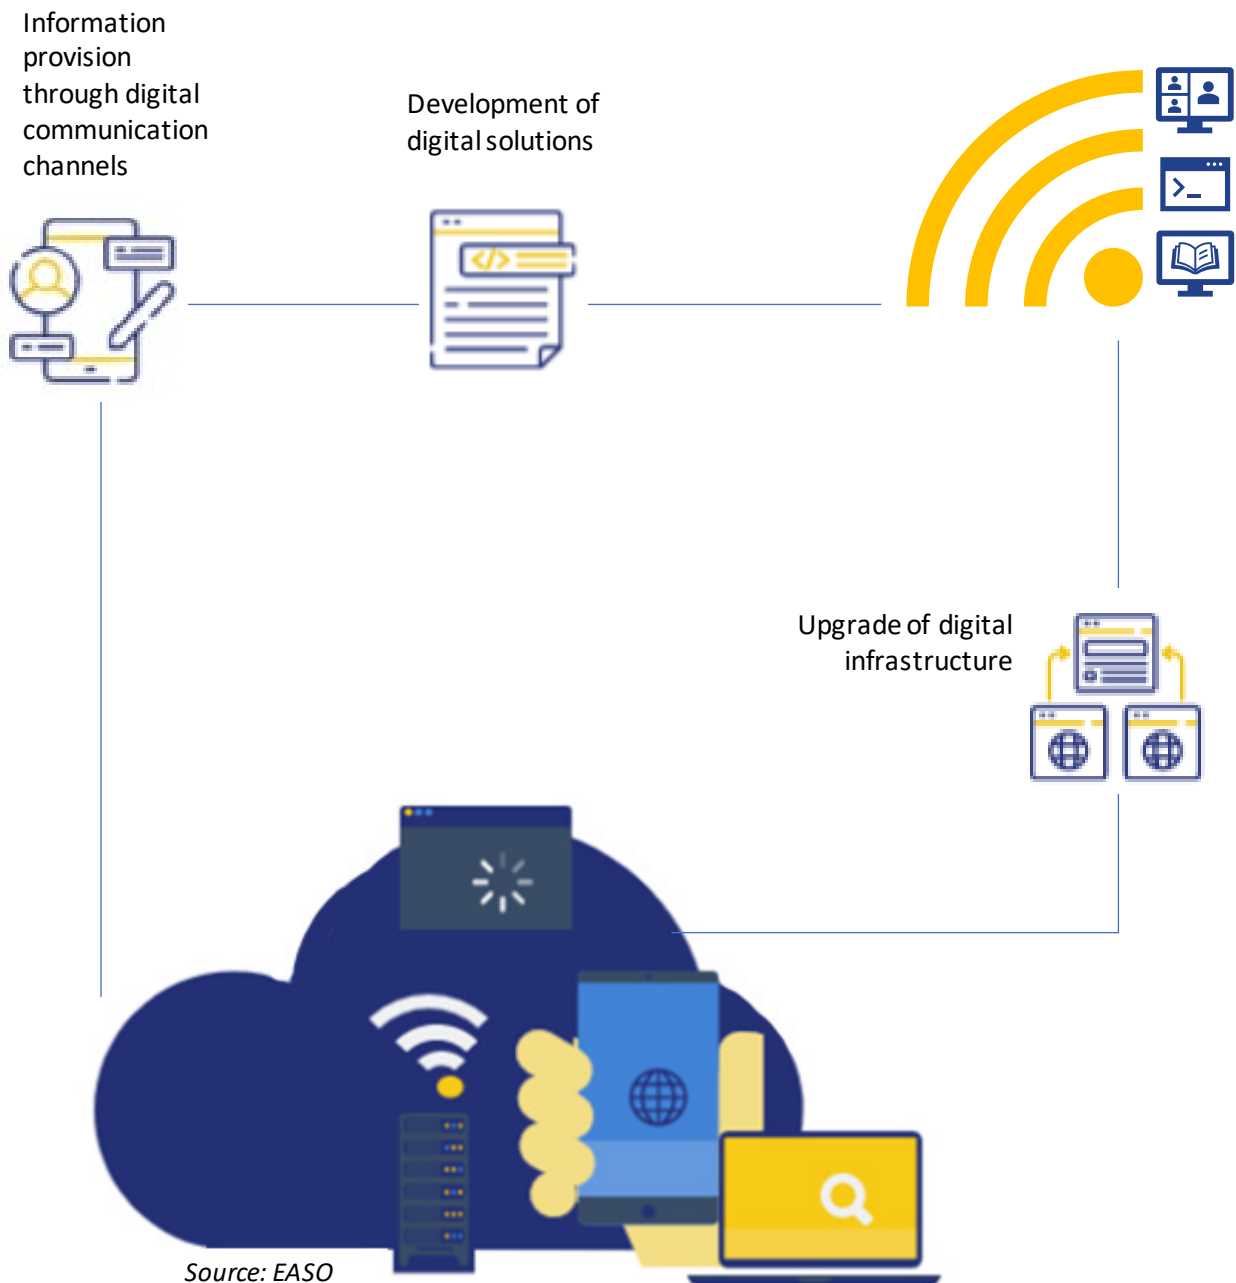 Information
provision
through digital
communication
channels
Development of
digital solutions
</>
>_
Upgrade of digital
infrastructure
Source: EASO